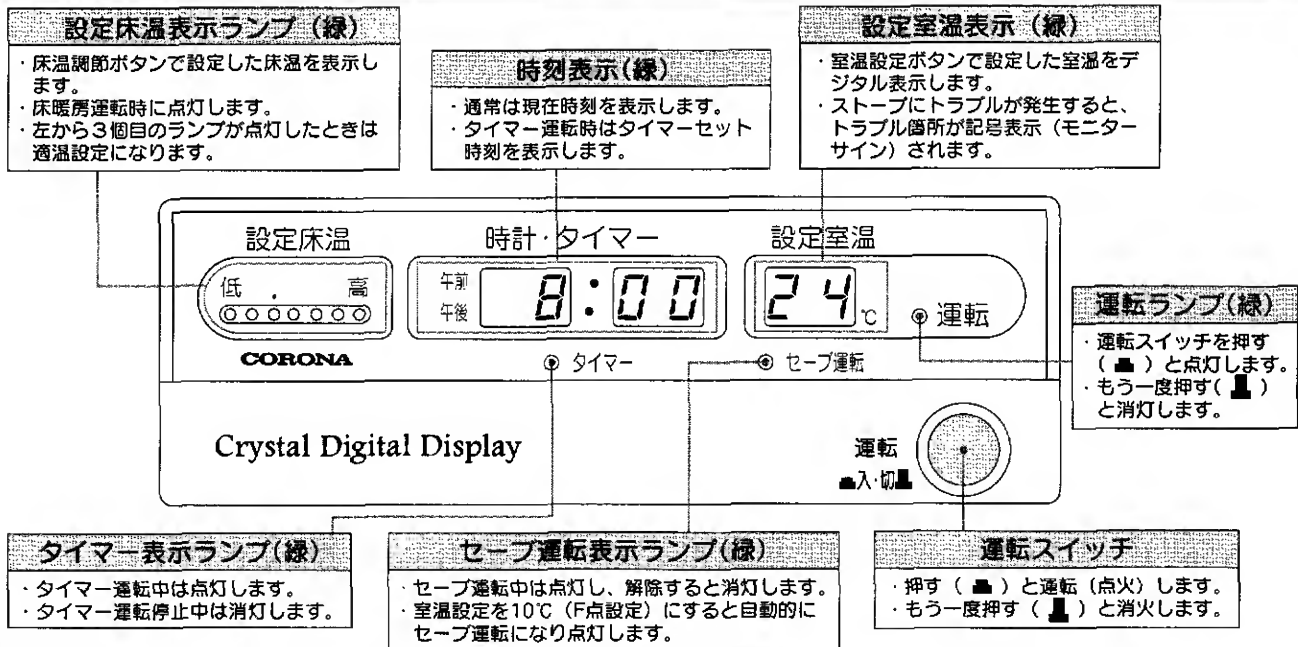 設定床温表示ランプ(緑)
・床温調節ボタンで設定した床温を表示し
ます。
・床暖房運転時に点灯します。
・左から3個目のランプが点灯したときは
適温設定になります。
時刻表示(緑)
・通常は現在時刻を表示します。
・タイマー運転時はタイマーセット
時刻を表示します。
設定室温表示(緑)
・室温設定ボタンで設定した室温をデ
ジタル表示します。
・ストーブにトラブルが発生すると、
トラブル箇所が記号表示(モニター
サイン)されます。
設定床温
低 . 高
CORONA
時計・タイマー
午前
午後
8:00
タイマー
設定室温
24℃
運転
セーブ運転
運転ランプ(緑)
・運転スイッチを押す
( )と点灯します。
・もう一度押す( )
と消灯します。
Crystal Digital Display
運転
入・切
タイマー表示ランプ(緑)
・タイマー運転中は点灯します。
・タイマー運転停止中は消灯します。
セーブ運転表示ランプ(緑)
・セーブ運転中は点灯し、解除すると消灯します。
・室温設定を10℃(F点設定)にすると自動的に
セーブ運転になり点灯します。
運転スイッチ
・押す( )と運転(点火)します。
・もう一度押す( )と消火します。